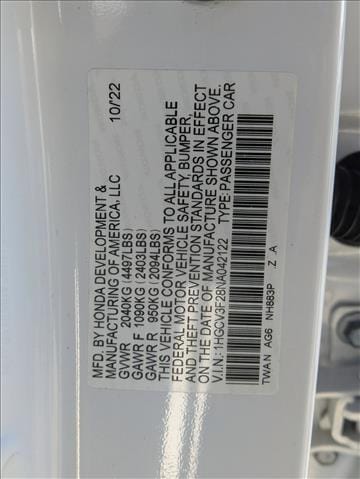 MFD. BY HONDA DEVELOPMENT & 10/22
MANUFACTURING OF AMERICA, LLC
GVWR 2040KG (4497LBS)
GAWR F 1090KG (2403LBS)
GAWR R 950KG (2094LBS)
THIS VEHICLE CONFORMS TO ALL APPLICABLE
FEDERAL MOTOR VEHICLE SAFETY, BUMPER,
AND THEFT PREVENTION STANDARDS IN EFFECT
ON THE DATE OF MANUFACTURE SHOWN ABOVE.
V.I.N.: 1HGCV3F28NA042122 TYPE: PASSENGER CAR
TWA N AG6 NH883P Z A